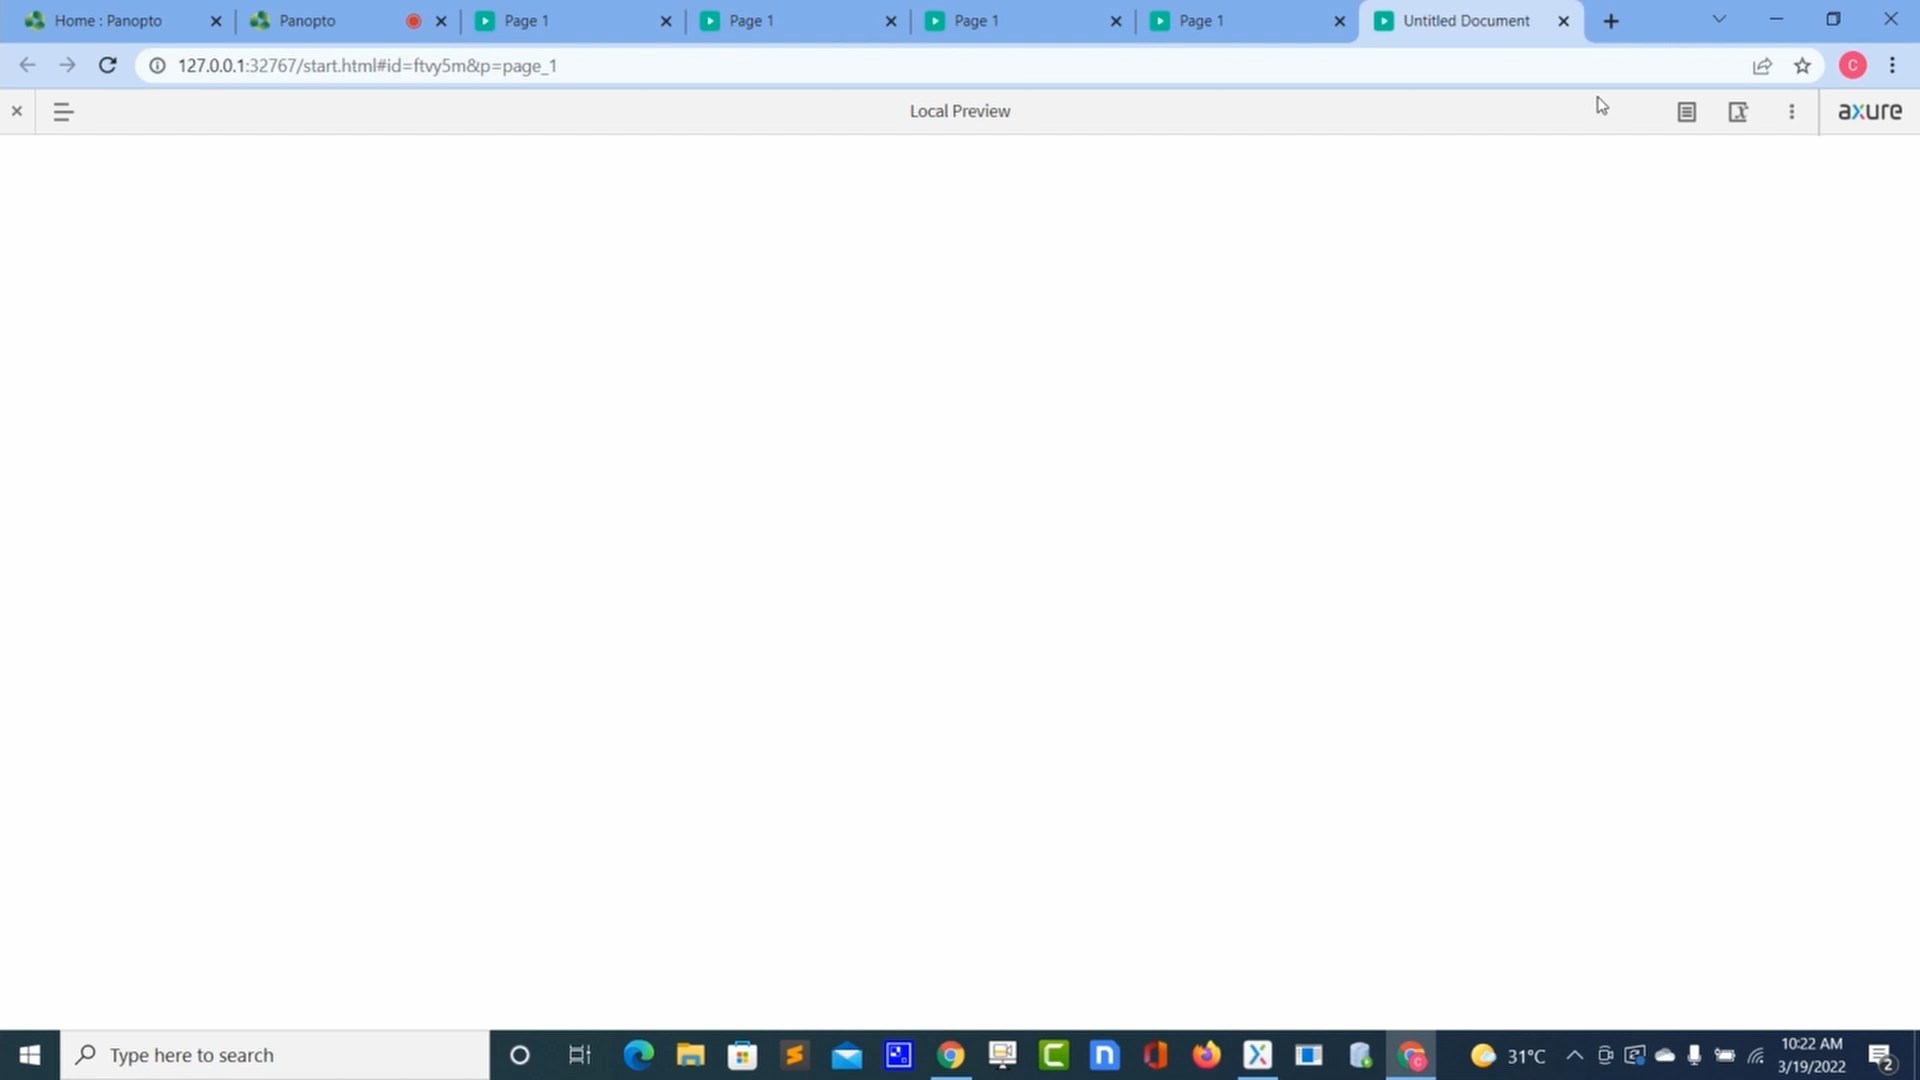 Home : Panopto
Panopto
Page 1
Page 1
Page 1
Page 1
Untitled Document
127.0.0.1:32767/start.html#id=ftvy5m&p=page_1
C
Local Preview
axure
Type here to search
31°C
10:22 AM
3/19/2022
2